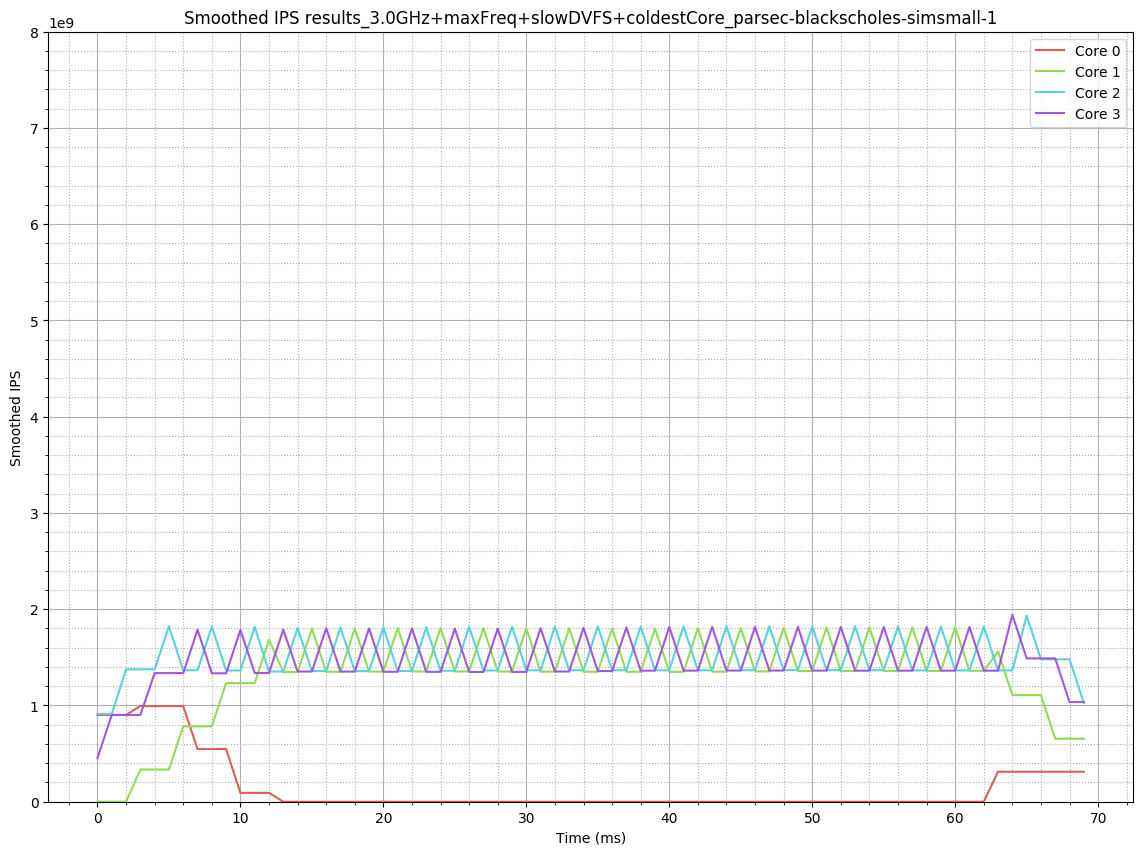 Smoothed IPS results_3.0GHz+maxFreq+slowDVFS+coldestCore_parsec-blackscholes-simsmall-1
1e9
8
7
6
5
4
3
2
1
0
Smoothed IPS
Core 0
Core 1
Core 2
Core 3
0 10 20 30 40 50 60 70
Time (ms)